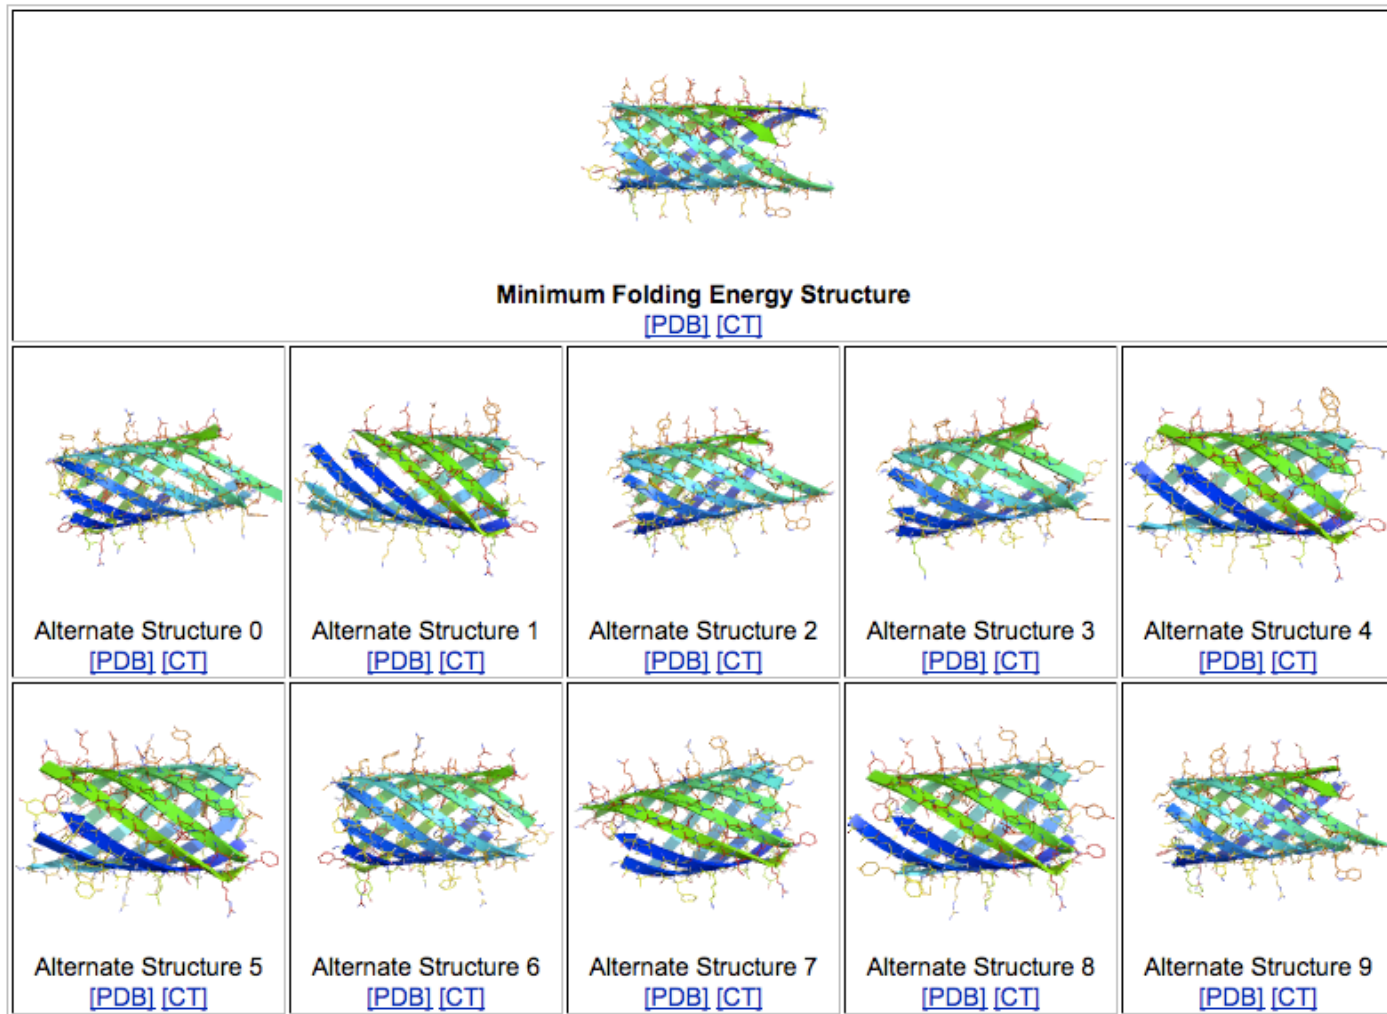 Minimum Folding Energy Structure
[PDB] [CT]
Alternate Structure 0
[PDB] [CT]
Alternate Structure 1
[PDB] [CT]
Alternate Structure 2
[PDB] [CT]
Alternate Structure 3
[PDB] [CT]
Alternate Structure 4
[PDB] [CT]
Alternate Structure 5
[PDB] [CT]
Alternate Structure 6
[PDB] [CT]
Alternate Structure 7
[PDB] [CT]
Alternate Structure 8
[PDB] [CT]
Alternate Structure 9
[PDB] [CT]